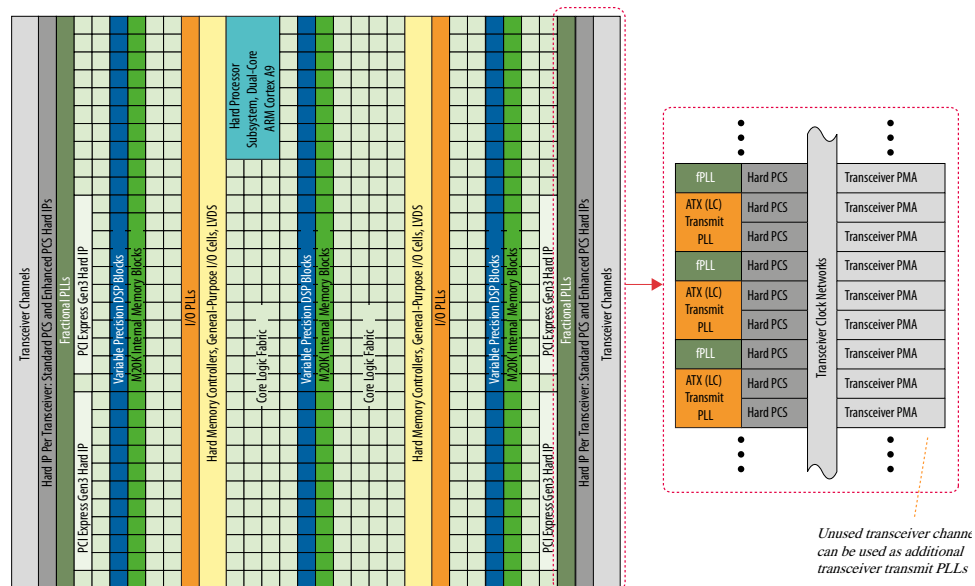 Transceiver Channels
Hard IP Per Transceiver: Standard PCS and Enhanced PCS Hard IPs
Fractional PLLs
PCI Express Gen3 Hard IP
PCI Express Gen3 Hard IP
Variable Precision DSP Blocks
M20K Internal Memory Blocks
I/O PLLs
Hard Memory Controllers, General-Purpose I/O Cells, LVDS
Hard Processor
Subsystem, Dual-Core
ARM Cortex A9
Core Logic Fabric
Variable Precision DSP Blocks
M20K Internal Memory Blocks
Core Logic Fabric
Hard Memory Controllers, General-Purpose I/O Cells, LVDS
I/O PLLs
Variable Precision DSP Blocks
M20K Internal Memory Blocks
PCI Express Gen3 Hard IP
PCI Express Gen3 Hard IP
Fractional PLLs
Hard IP Per Transceiver: Standard PCS and Enhanced PCS Hard IPs
Transceiver Channels
fPLL
ATX (LC)
Transmit
PLL
fPLL
ATX (LC)
Transmit
PLL
fPLL
ATX (LC)
Transmit
PLL
Hard PCS
Hard PCS
Hard PCS
Hard PCS
Hard PCS
Hard PCS
Hard PCS
Hard PCS
Hard PCS
Transceiver Clock Networks
Transceiver PMA
Transceiver PMA
Transceiver PMA
Transceiver PMA
Transceiver PMA
Transceiver PMA
Transceiver PMA
Transceiver PMA
Transceiver PMA
Unused transceiver channe
can be used as additional
transceiver transmit PLLs